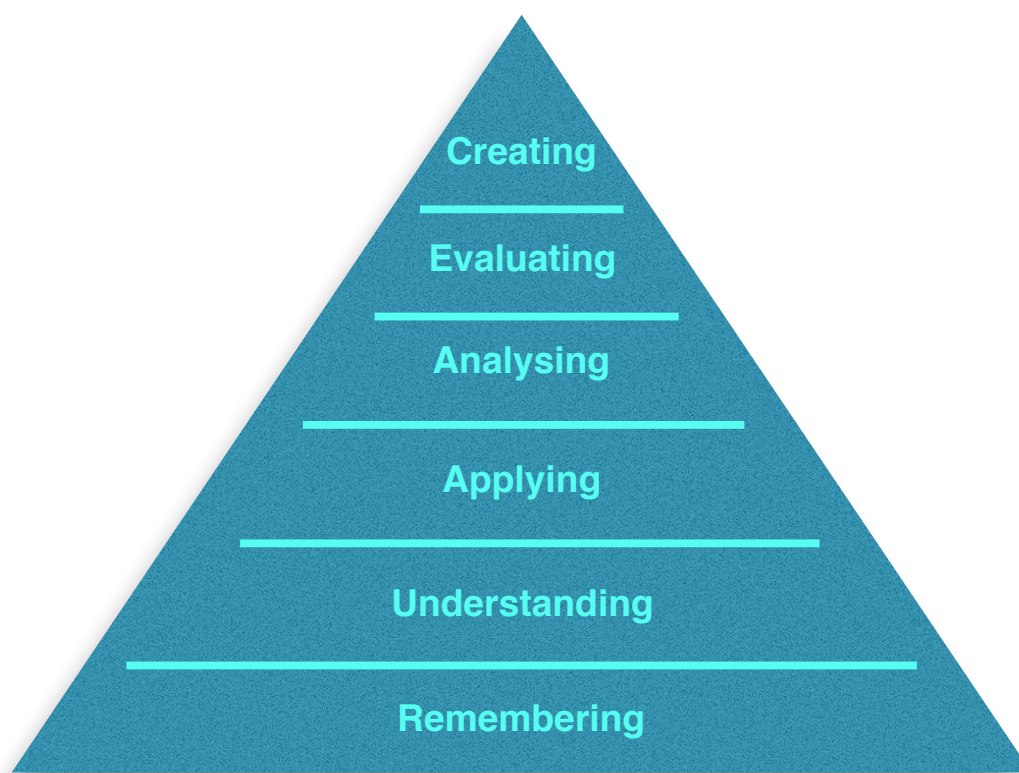 Creating
Evaluating
Analysing
Applying
Understanding
Remembering